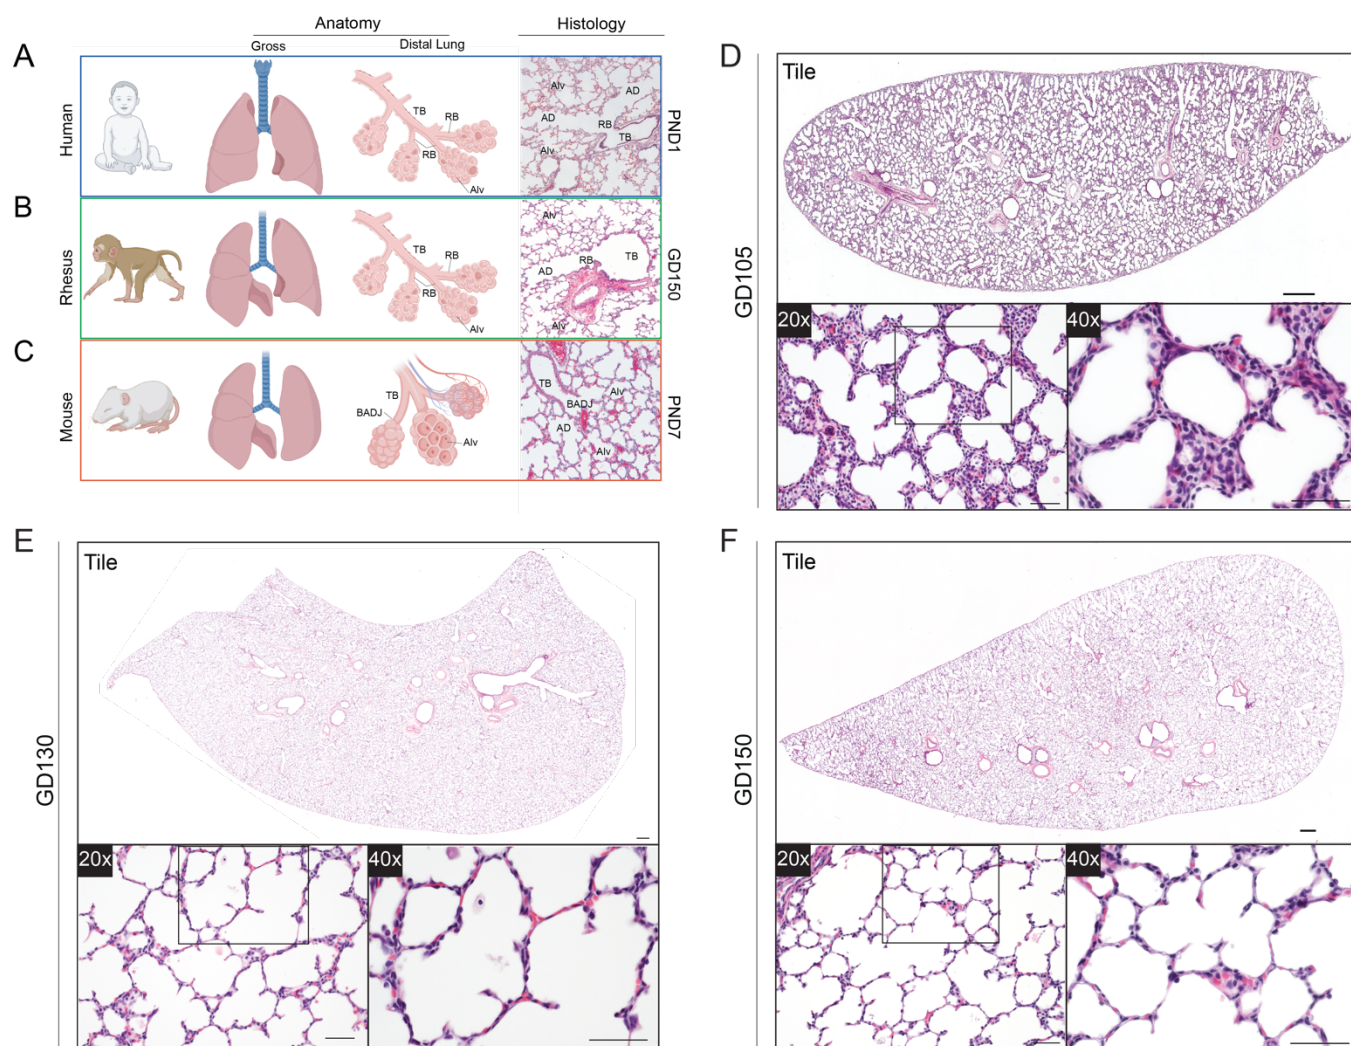 Anatomy
Histology
Gross
Distal Lung
A
Human
TB
RB
RB
Alv
Alv
AD
AD
RB
TB
Alv
PND1
B
Rhesus
TB
RB
RB
Alv
Alv
TB
RB
AD
Alv
GD150
C
Mouse
TB
BADJ
Alv
TB
Alv
BADJ
AD
Alv
PND7
D
GD105
Tile
20x
40x
E
GD130
Tile
20x
40x
F
GD150
Tile
20x
40x